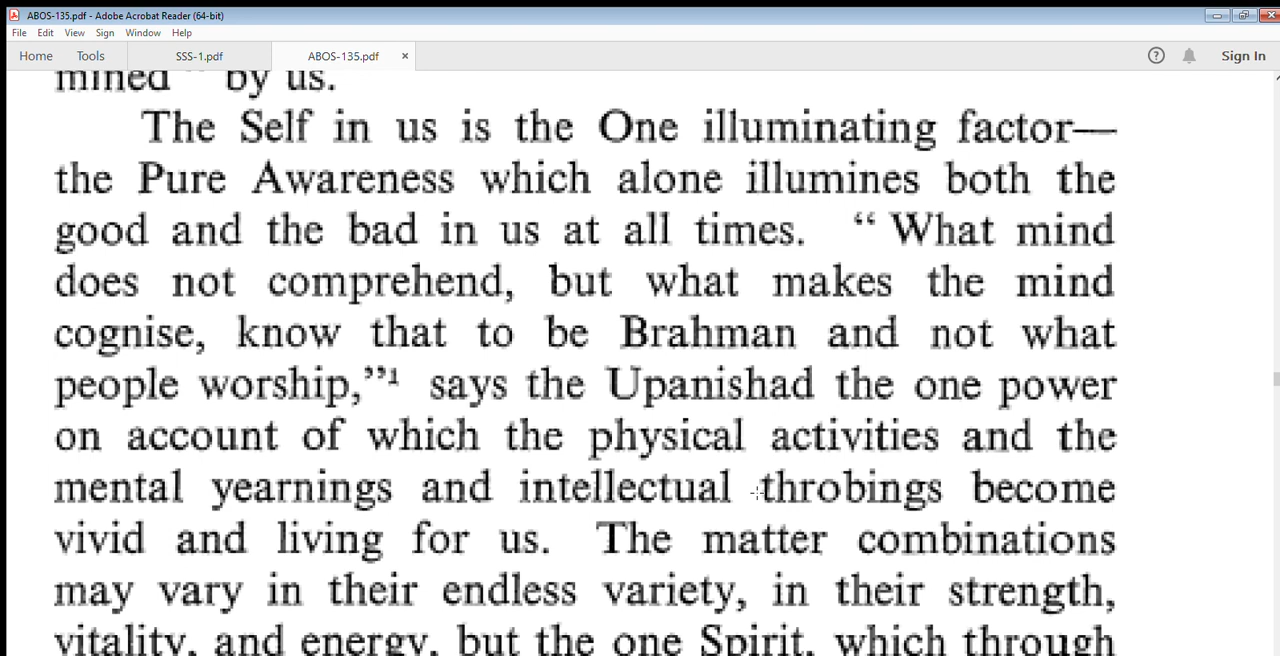 ABOS-135.pdf - Adobe Acrobat Reader (64-bit)
File Edit View Sign Window Help
Home Tools SSS-1.pdf ABOS-135.pdf × ? Sign In
mined " by us.
The Self in us is the One illuminating factor—
the Pure Awareness which alone illumines both the
good and the bad in us at all times. “ What mind
does not comprehend, but what makes the mind
cognise, know that to be Brahman and not what
people worship,”¹ says the Upanishad the one power
on account of which the physical activities and the
mental yearnings and intellectual throbings become
vivid and living for us. The matter combinations
may vary in their endless variety, in their strength,
vitality, and energy, but the one Spirit, which through